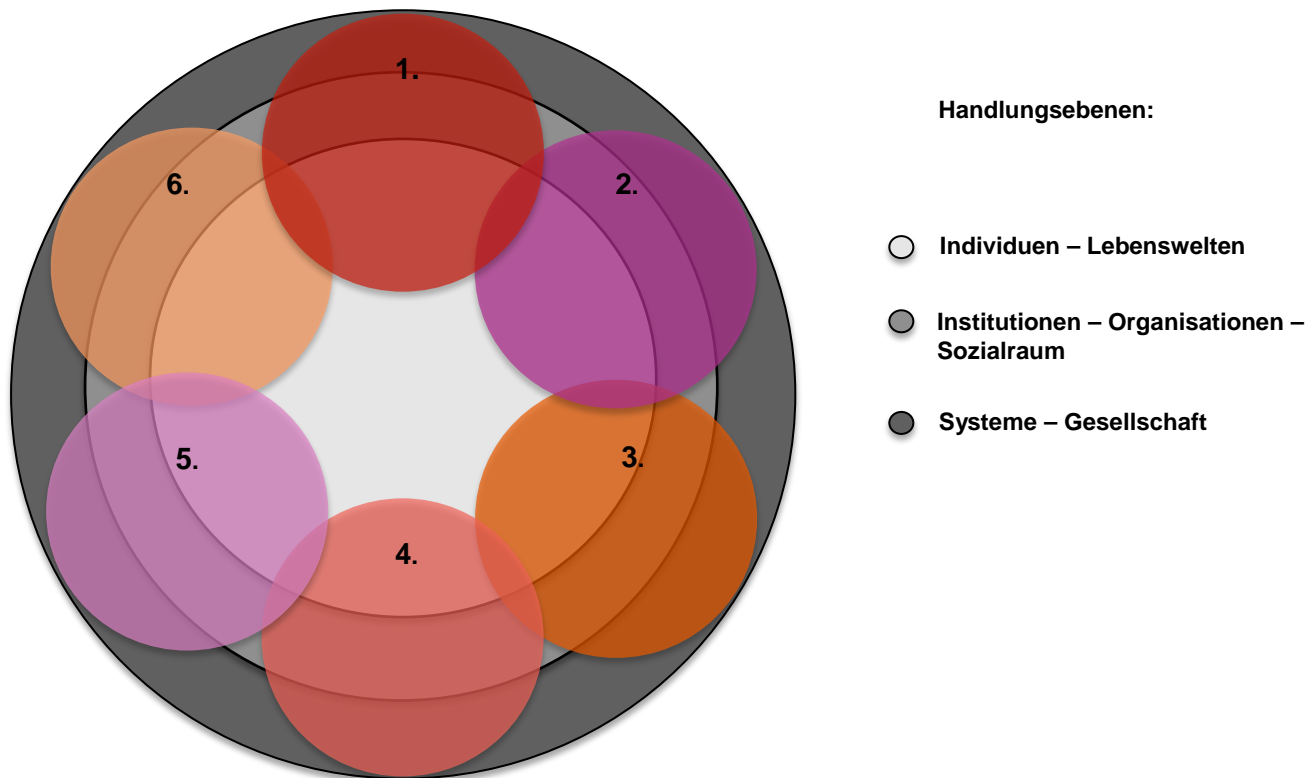 1.
2.
3.
4.
5.
6.
Handlungsebenen:
Individuen – Lebenswelten
Institutionen – Organisationen –
Sozialraum
Systeme – Gesellschaft